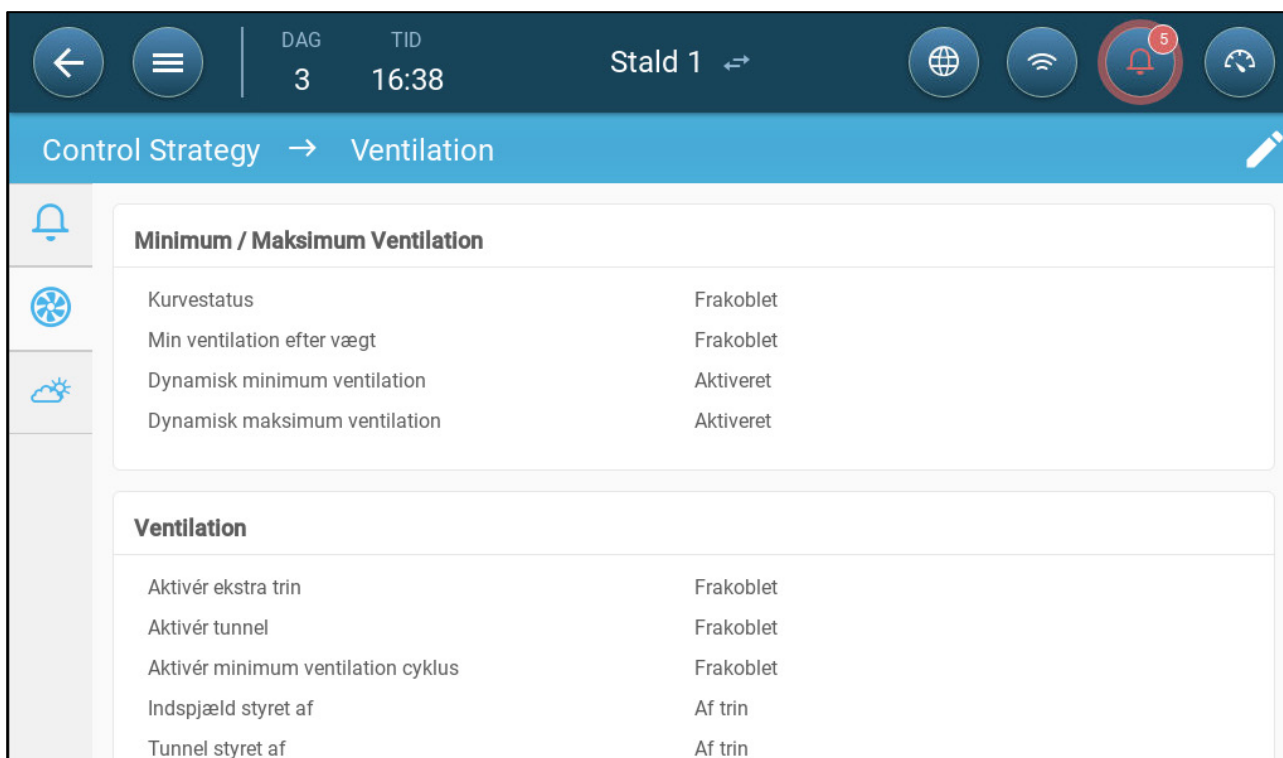 DAG TID
3 16:38
Stald 1
5
Control Strategy → Ventilation
Minimum / Maksimum Ventilation
Kurvestatus Frakoblet
Min ventilation efter vægt Frakoblet
Dynamisk minimum ventilation Aktiveret
Dynamisk maksimum ventilation Aktiveret
Ventilation
Aktivér ekstra trin Frakoblet
Aktivér tunnel Frakoblet
Aktivér minimum ventilation cyklus Frakoblet
Indspjæld styret af Af trin
Tunnel styret af Af trin